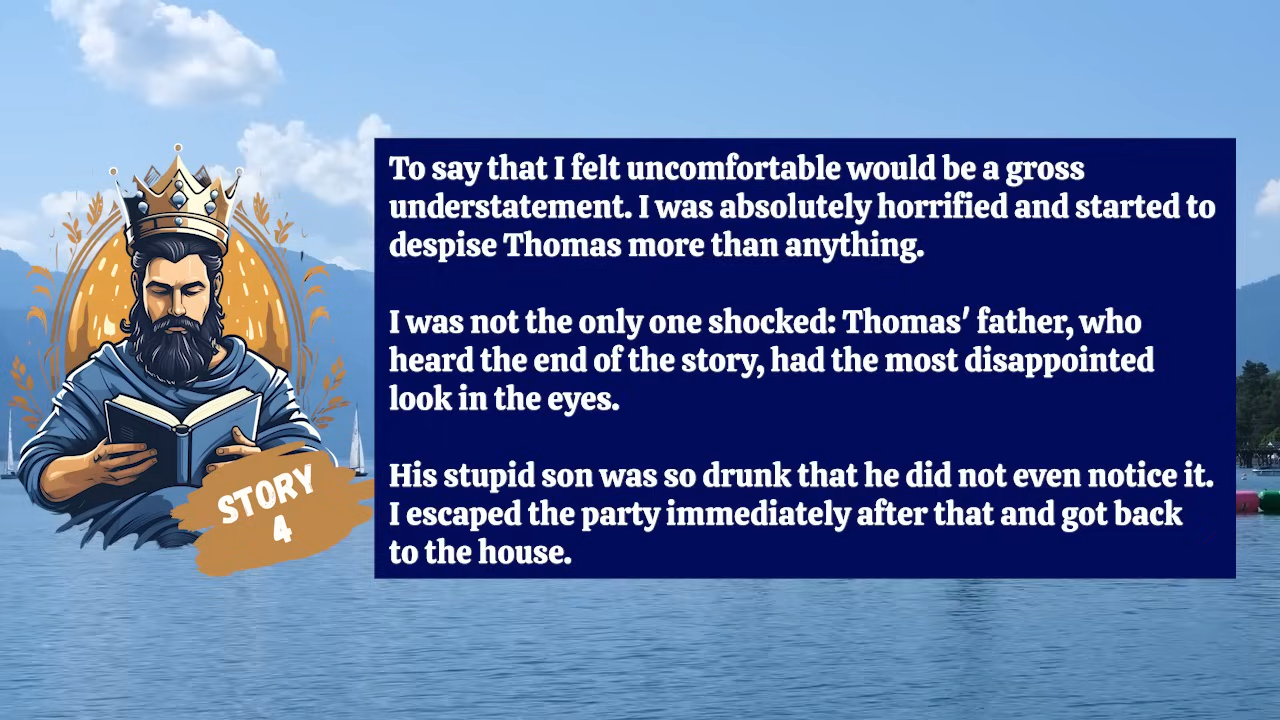 To say that I felt uncomfortable would be a gross
understatement. I was absolutely horrified and started to
despise Thomas more than anything.
I was not the only one shocked: Thomas' father, who
heard the end of the story, had the most disappointed
look in the eyes.
His stupid son was so drunk that he did not even notice it.
I escaped the party immediately after that and got back
to the house.
STORY
4